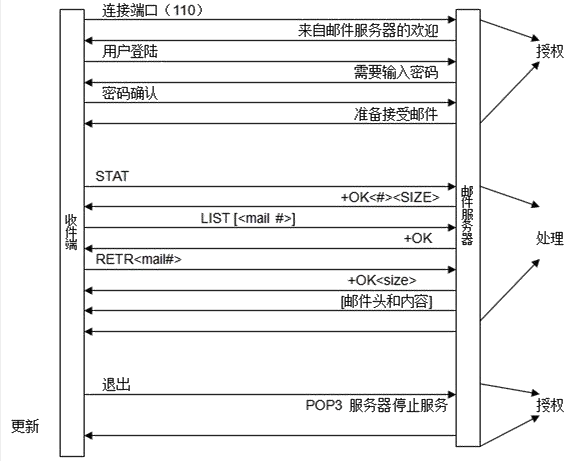 连接端口（110）
来自邮件服务器的欢迎
授权
用户登陆
需要输入密码
密码确认
准备接受邮件
STAT
+OK<#><SIZE>
收件端
邮件服务器
LIST [<mail #>]
处理
+OK
RETR<mail#>
+OK<size>
[邮件头和内容]
退出
POP3 服务器停止服务
授权
更新